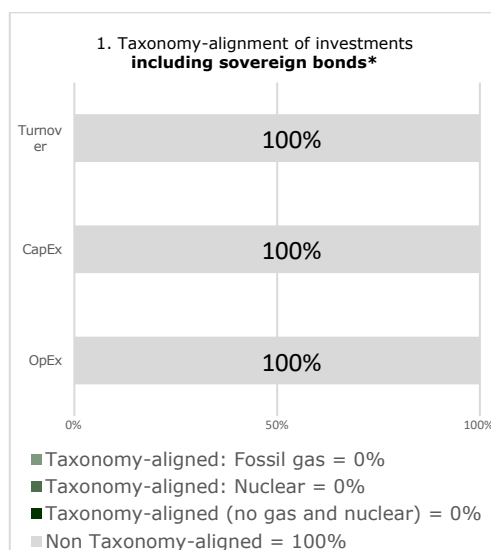 1. Taxonomy-alignment of investments
including sovereign bonds*
Turnov
er
100%
CapEx
100%
OpEx
100%
0%
50%
100%
Taxonomy-aligned: Fossil gas = 0%
Taxonomy-aligned: Nuclear = 0%
Taxonomy-aligned (no gas and nuclear) = 0%
Non Taxonomy-aligned = 100%